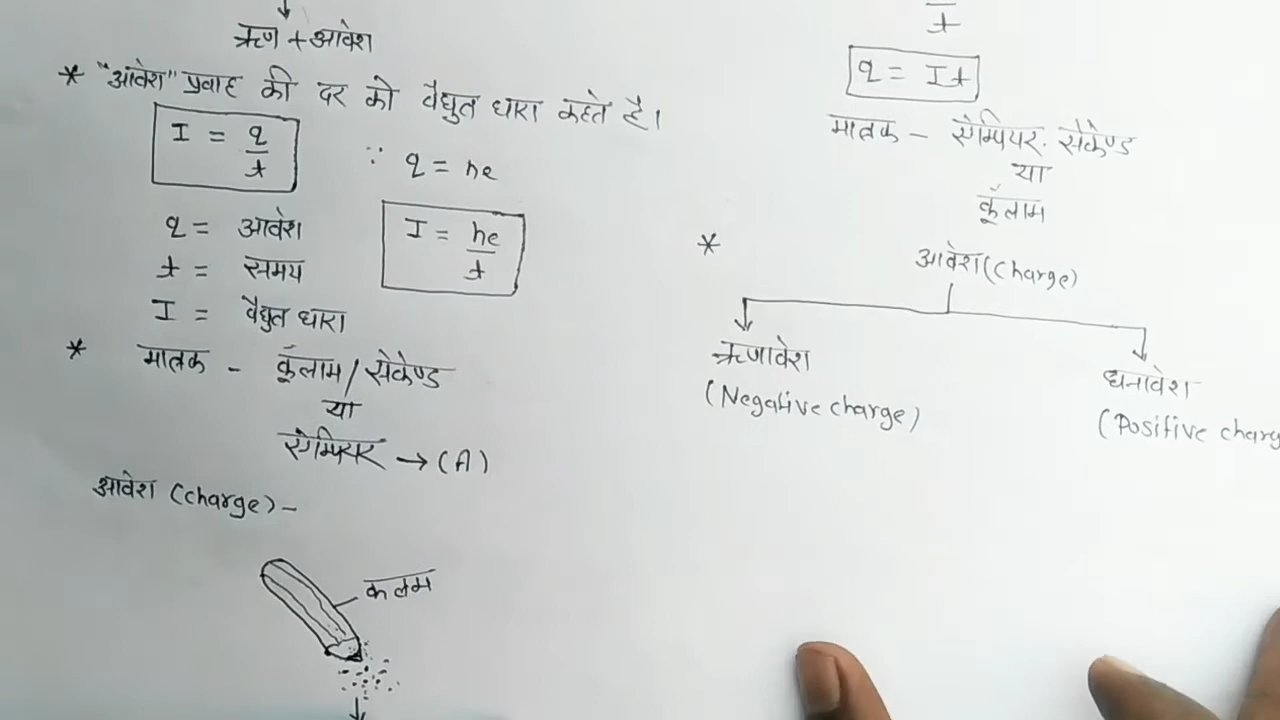 ऋण + आवेश
* "आवेश" प्रवाह की दर को वैद्युत धारा कहते है।
I = q/t
∵ q = ne
q = आवेश
I = ne/t
t = समय
I = वैद्युत धारा
* मात्रक - कूॅलाम/सेकेण्ड
या
ऐम्पियर → (A)
आवेश (charge) -
कलम
t
q = It
मात्रक - ऐम्पियर. सेकेण्ड
या
कूॅलाम
*
आवेश (Charge)
ऋणावेश
(Negative charge)
धनावेश
(Positive charg